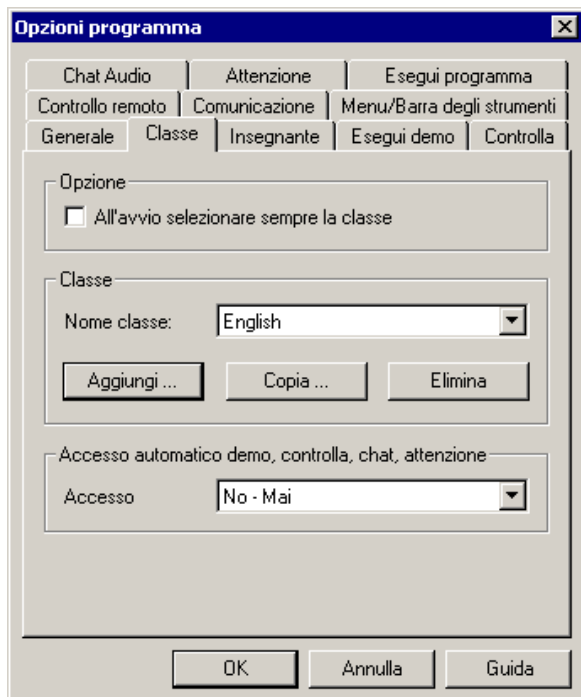 Opzioni programma
Chat Audio Attenzione Esegui programma
Controllo remoto Comunicazione Menu/Barra degli strumenti
Generale Classe Insegnante Esegui demo Controlla
Opzione
All'avvio selezionare sempre la classe
Classe
Nome classe: English
Aggiungi ... Copia ... Elimina
Accesso automatico demo, controlla, chat, attenzione
Accesso No - Mai
OK Annulla Guida